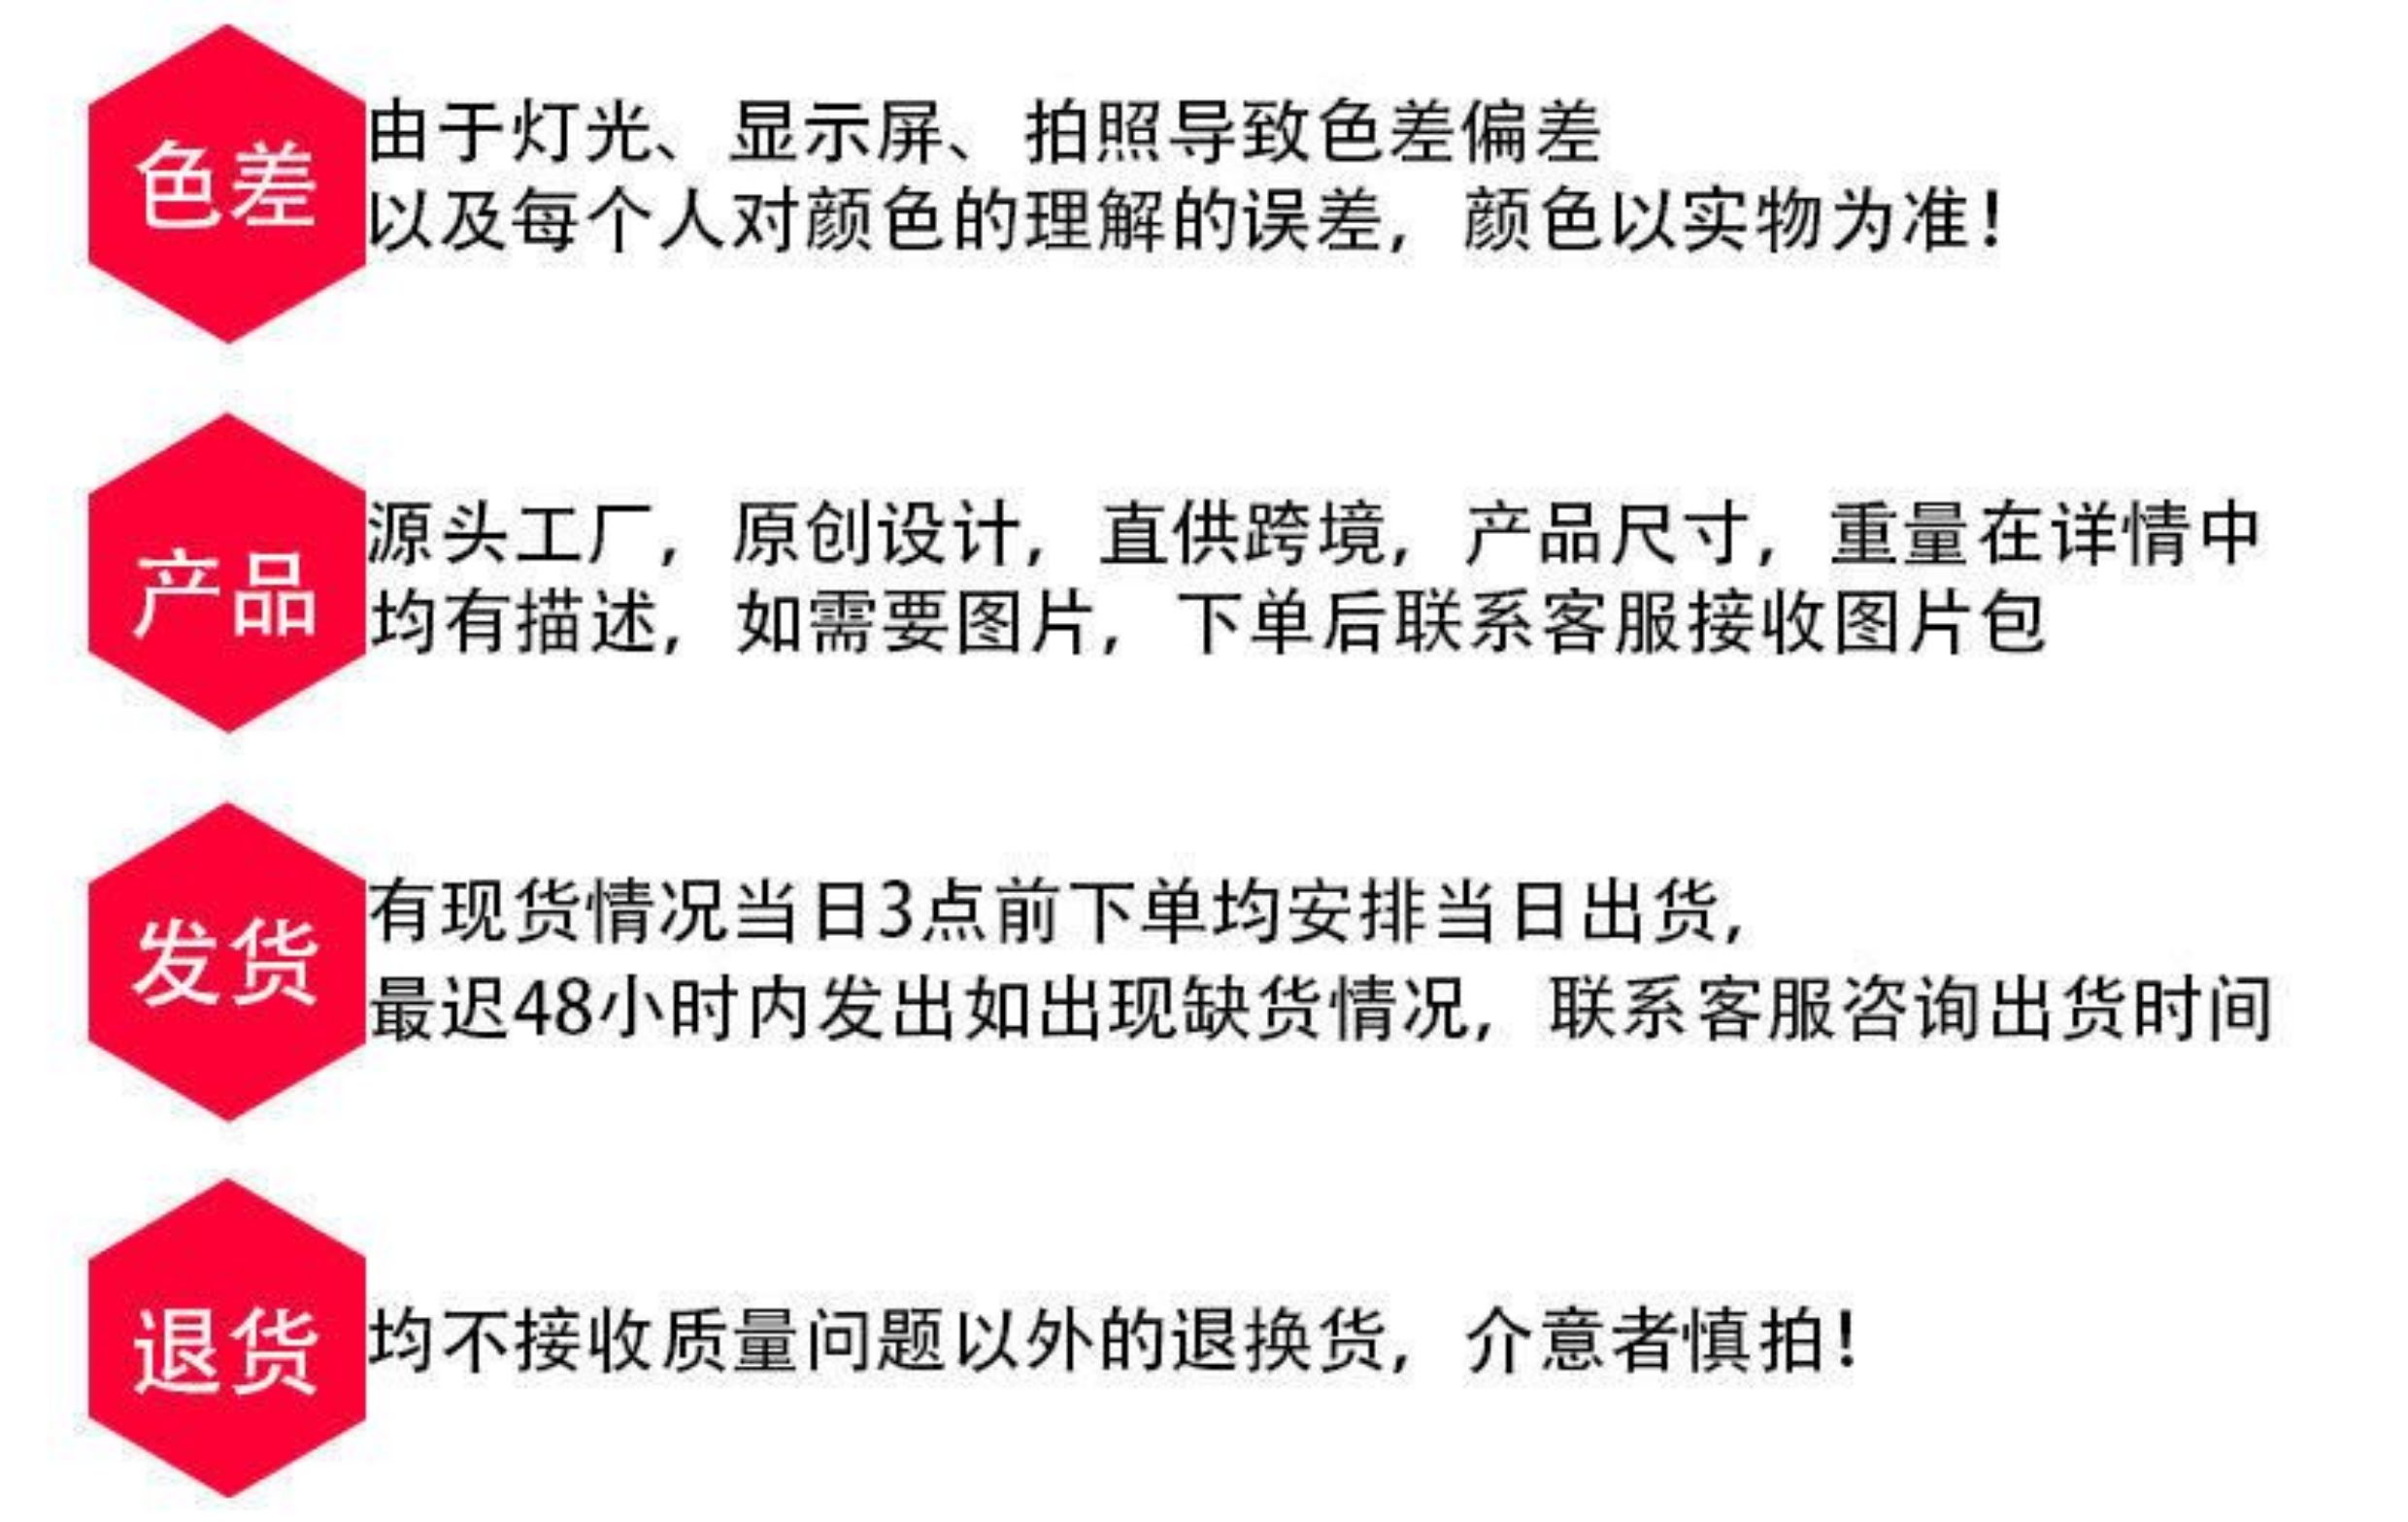 色差
由于灯光、显示屏、拍照导致色差偏差
以及每个人对颜色的理解的误差，颜色以实物为准！
产品
源头工厂，原创设计，直供跨境，产品尺寸，重量在详情中
均有描述，如需要图片，下单后联系客服接收图片包
发货
有现货情况当日3点前下单均安排当日出货，
最迟48小时内发出如出现缺货情况，联系客服咨询出货时间
退货
均不接收质量问题以外的退换货，介意者慎拍！